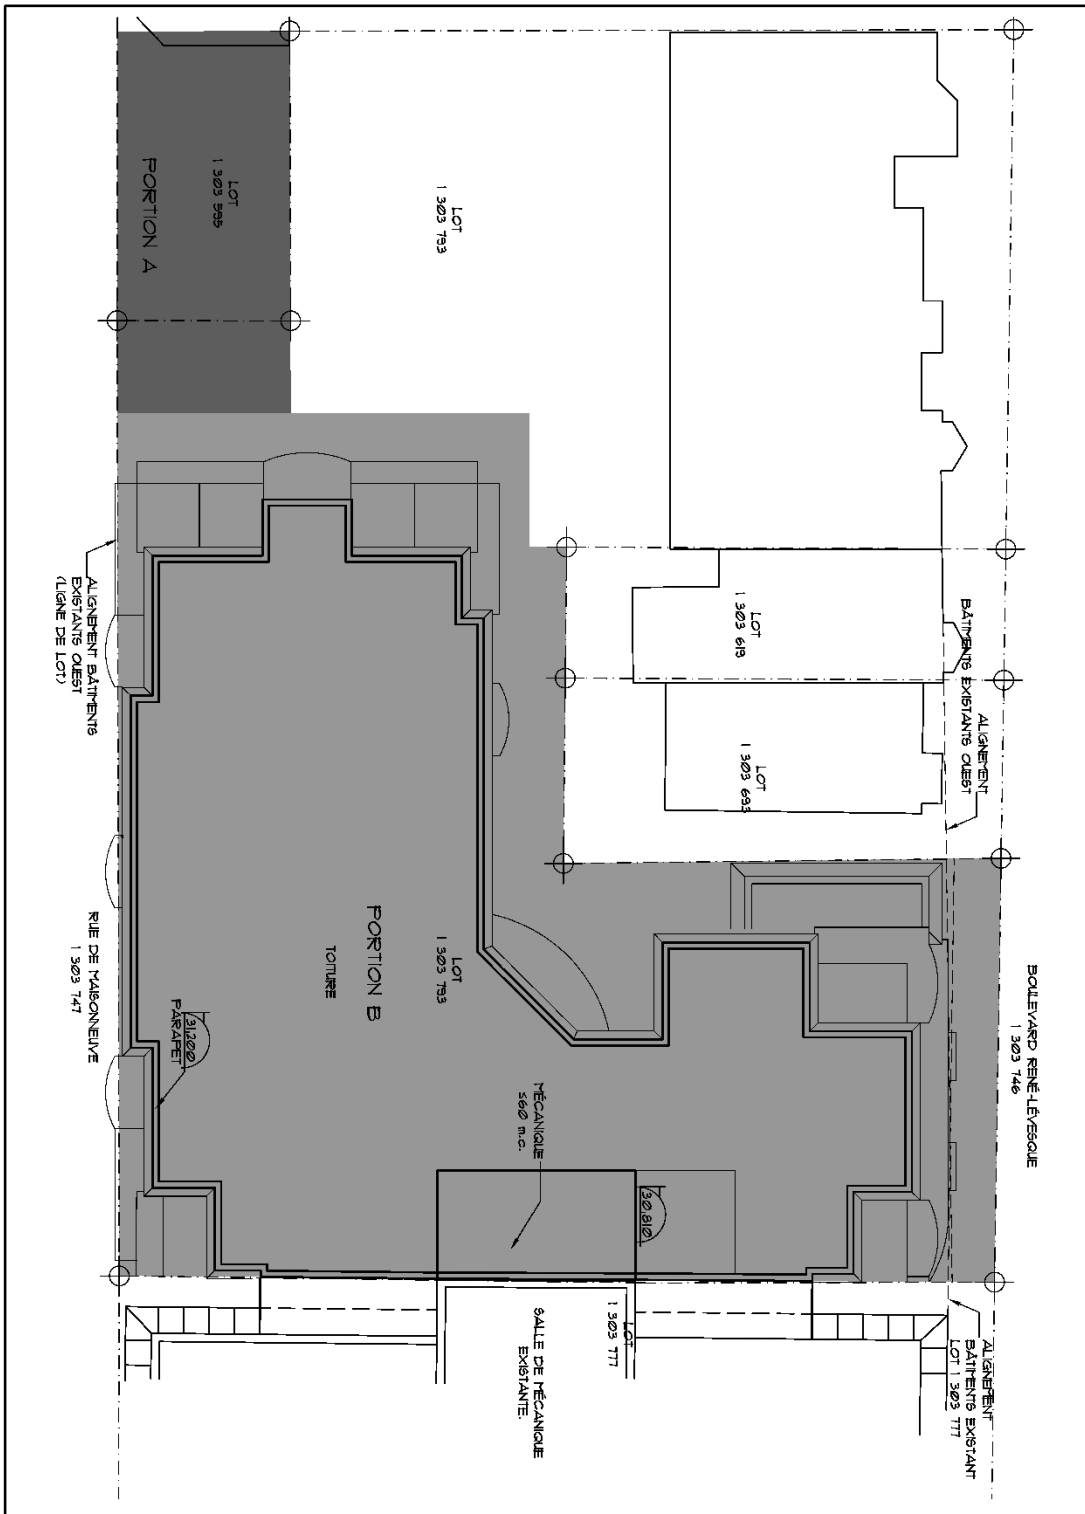 BOULEVARD RENÉ-LÉVESQUE
1 303 746
ALIGNEMENT
BÂTIMENTS EXISTANTS OUEST
ALIGNEMENT
BÂTIMENTS EXISTANT
LOT 1 303 777
LOT
1 303 793
LOT
1 303 619
LOT
1 303 693
LOT
1 303 595
PORTION A
LOT
1 303 793
PORTION B
TOITURE
MÉCANIQUE
≤60 m.c.
30,810
LOT
1 303 777
SALLE DE MÉCANIQUE
EXISTANTE.
31,200
PARAPET
ALIGNEMENT BÂTIMENTS
EXISTANTS OUEST
(LIGNE DE LOT)
RUE DE MAISONNEUVE
1 303 747